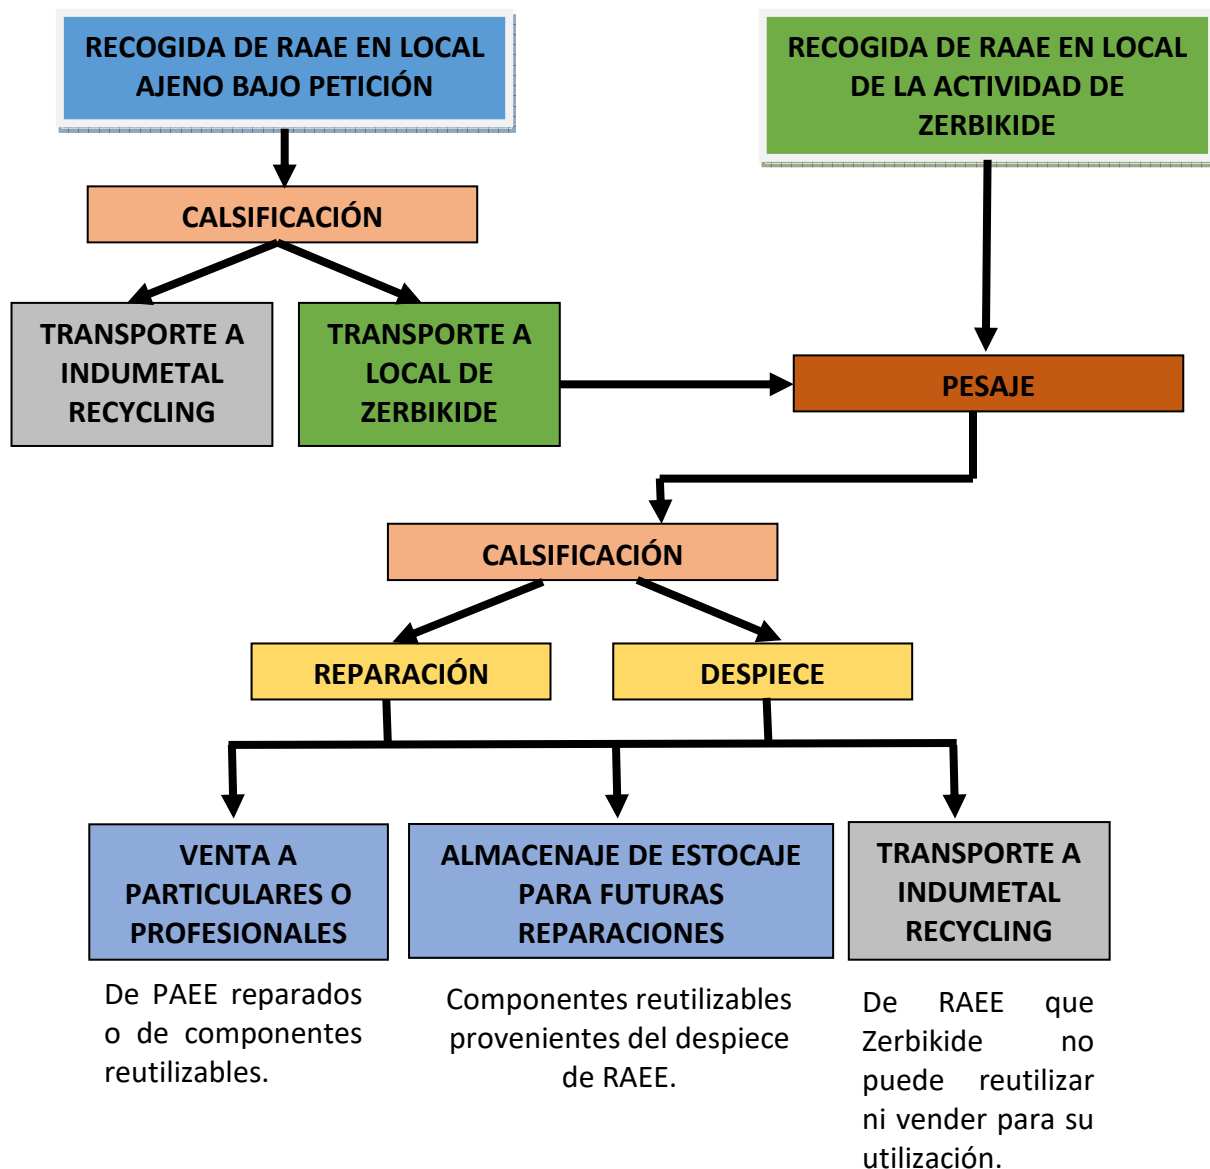 RECOGIDA DE RAAE EN LOCAL
AJENO BAJO PETICIÓN
RECOGIDA DE RAAE EN LOCAL
DE LA ACTIVIDAD DE
ZERBIKIDE
CALSIFICACIÓN
TRANSPORTE A
INDUMETAL
RECYCLING
TRANSPORTE A
LOCAL DE
ZERBIKIDE
PESAJE
CALSIFICACIÓN
REPARACIÓN
DESPIECE
VENTA A
PARTICULARES O
PROFESIONALES
ALMACENAJE DE ESTOCAJE
PARA FUTURAS
REPARACIONES
TRANSPORTE A
INDUMETAL
RECYCLING
De PAEE reparados
o de componentes
reutilizables.
Componentes reutilizables
provenientes del despiece
de RAEE.
De RAEE que
Zerbikide no
puede reutilizar
ni vender para su
utilización.